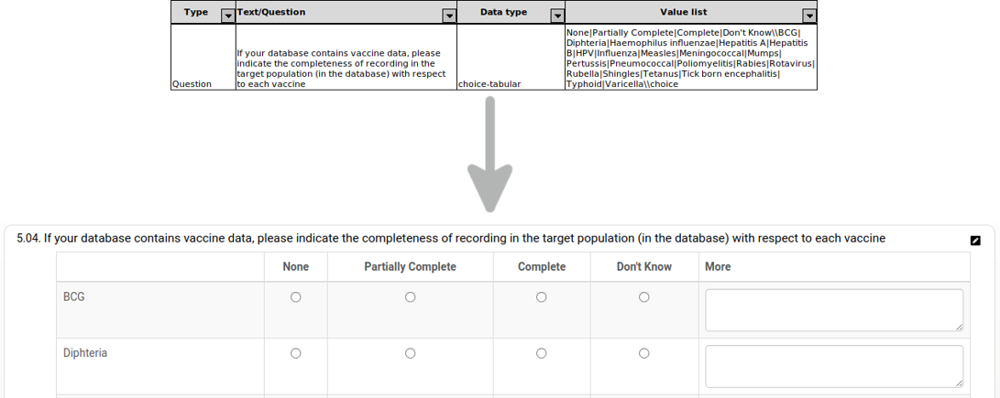 Type Text/Question Data type Value list
None|Partially Complete|Complete|Don't Know\\BCG|
Diphteria|Haemophilus influenzae|Hepatitis A|Hepatitis
B|HPV|Influenza|Measles|Meningococcal|Mumps|
Pertussis|Pneumococcal|Poliomyelitis|Rabies|Rotavirus|
Rubella|Shingles|Tetanus|Tick born encephalitis|
Typhoid|Varicella\\choice
If your database contains vaccine data, please
indicate the completeness of recording in the
target population (in the database) with respect
to each vaccine
Question
choice-tabular
5.04. If your database contains vaccine data, please indicate the completeness of recording in the target population (in the database) with respect to each vaccine
None Partially Complete Complete Don't Know More
BCG
Diphteria